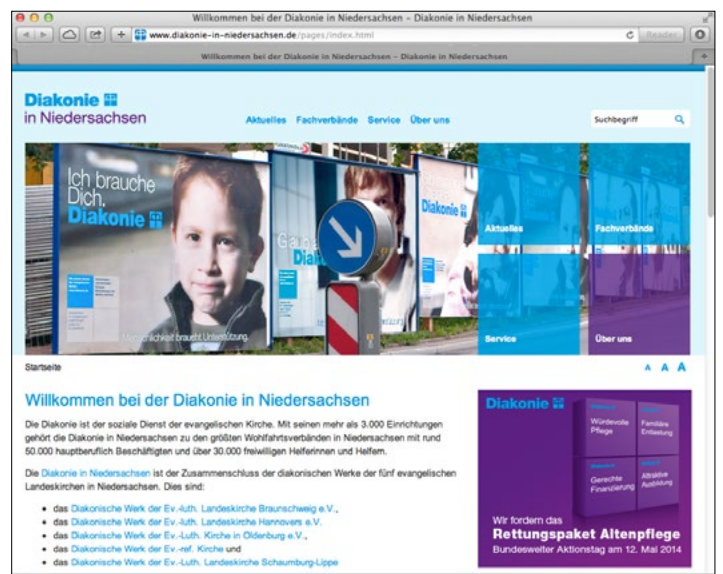 Willkommen bei der Diakonie in Niedersachsen – Diakonie in Niedersachsen
www.diakonie-in-niedersachsen.de/pages/index.html
Reader
Willkommen bei der Diakonie in Niedersachsen – Diakonie in Niedersachsen
Diakonie
in Niedersachsen
Aktuelles Fachverbände Service Über uns
Suchbegriff
Ich brauche
Dich.
Diakonie
Diakonie
Menschlichkeit braucht Unterstützung.
Aktuelles
Fachverbände
Service
Über uns
Startseite
A A A
Willkommen bei der Diakonie in Niedersachsen
Die Diakonie ist der soziale Dienst der evangelischen Kirche. Mit seinen mehr als 3.000 Einrichtungen
gehört die Diakonie in Niedersachsen zu den größten Wohlfahrtsverbänden in Niedersachsen mit rund
50.000 hauptberuflich Beschäftigten und über 30.000 freiwilligen Helferinnen und Helfern.
Die Diakonie in Niedersachsen ist der Zusammenschluss der diakonischen Werke der fünf evangelischen
Landeskirchen in Niedersachsen. Dies sind:
das Diakonische Werk der Ev.-luth. Landeskirche Braunschweig e.V.,
das Diakonische Werk der Ev.-luth. Landeskirche Hannovers e.V.
das Diakonische Werk der Ev.-Luth. Kirche in Oldenburg e.V.,
das Diakonische Werk der Ev.-ref. Kirche und
das Diakonische Werk der Ev.-Luth. Landeskirche Schaumburg-Lippe
Diakonie
Würdevolle
Pflege
Familiäre
Entlastung
Gerechte
Finanzierung
Attraktive
Ausbildung
Wir fordern das
Rettungspaket Altenpflege
Bundesweiter Aktionstag am 12. Mai 2014